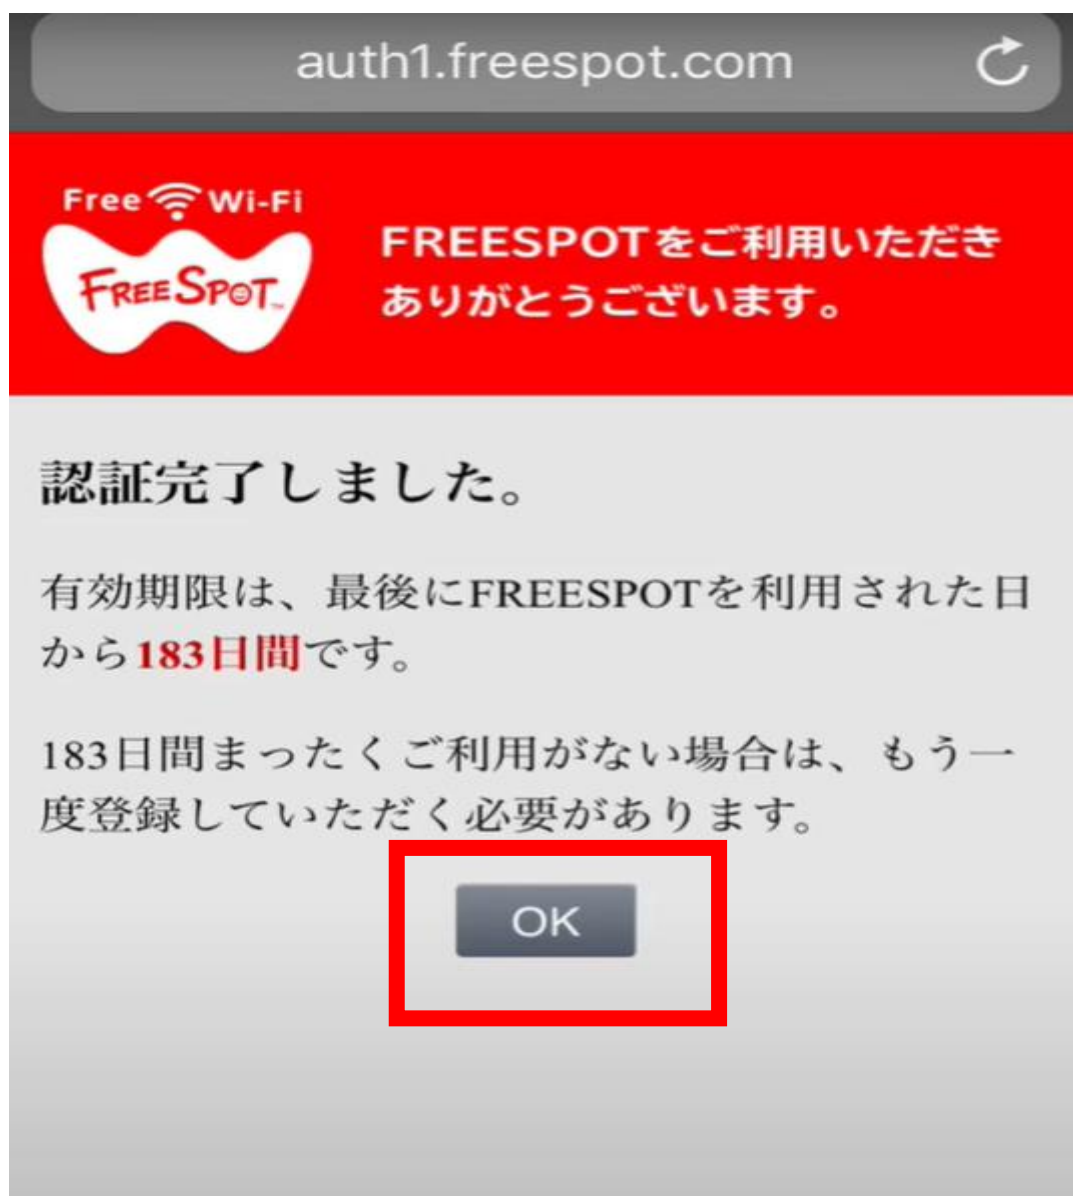 auth1.freespot.com
Free Wi-Fi
FREESPOT
FREESPOTをご利用いただき
ありがとうございます。
認証完了しました。
有効期限は、最後にFREESPOTを利用された日
から183日間です。
183日間まったくご利用がない場合は、もう一
度登録していただく必要があります。
OK